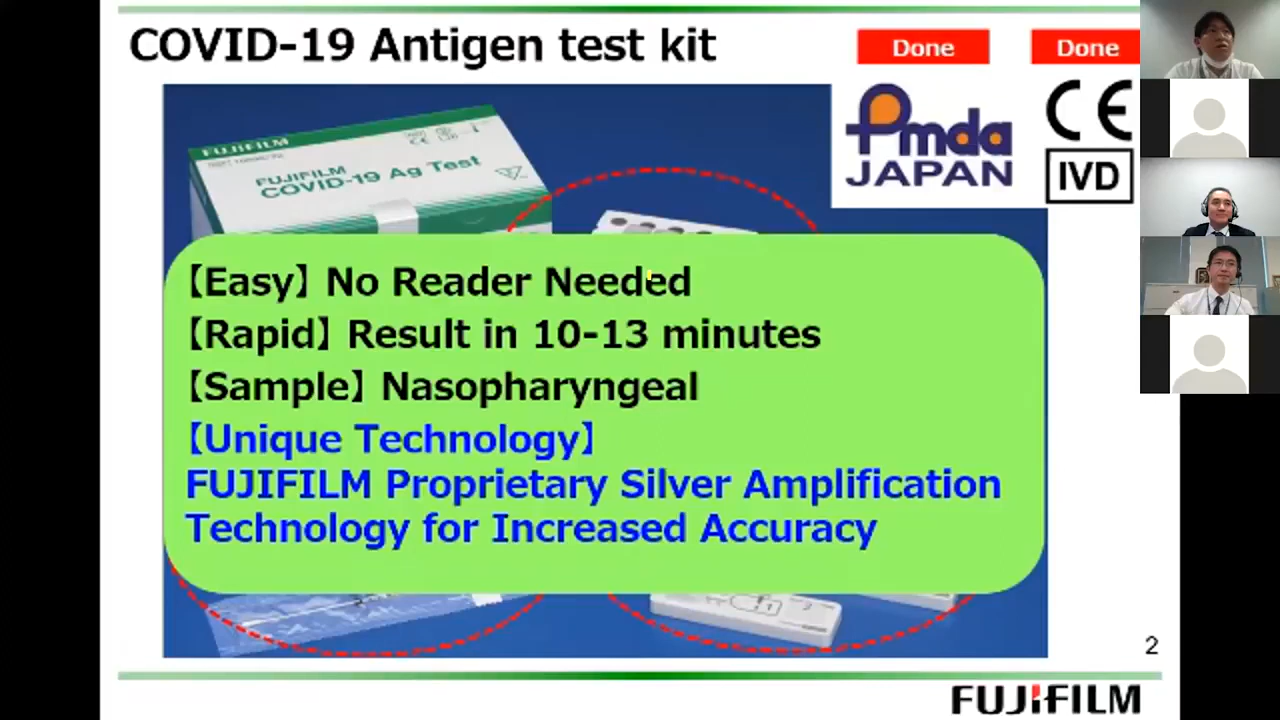 COVID-19 Antigen test kit
Done
Done
Pmda
JAPAN
CE
IVD
FUJIFILM
FUJIFILM
COVID-19 Ag Test
【Easy】 No Reader Needed
【Rapid】 Result in 10-13 minutes
【Sample】 Nasopharyngeal
【Unique Technology】
FUJIFILM Proprietary Silver Amplification
Technology for Increased Accuracy
2
FUJIFILM